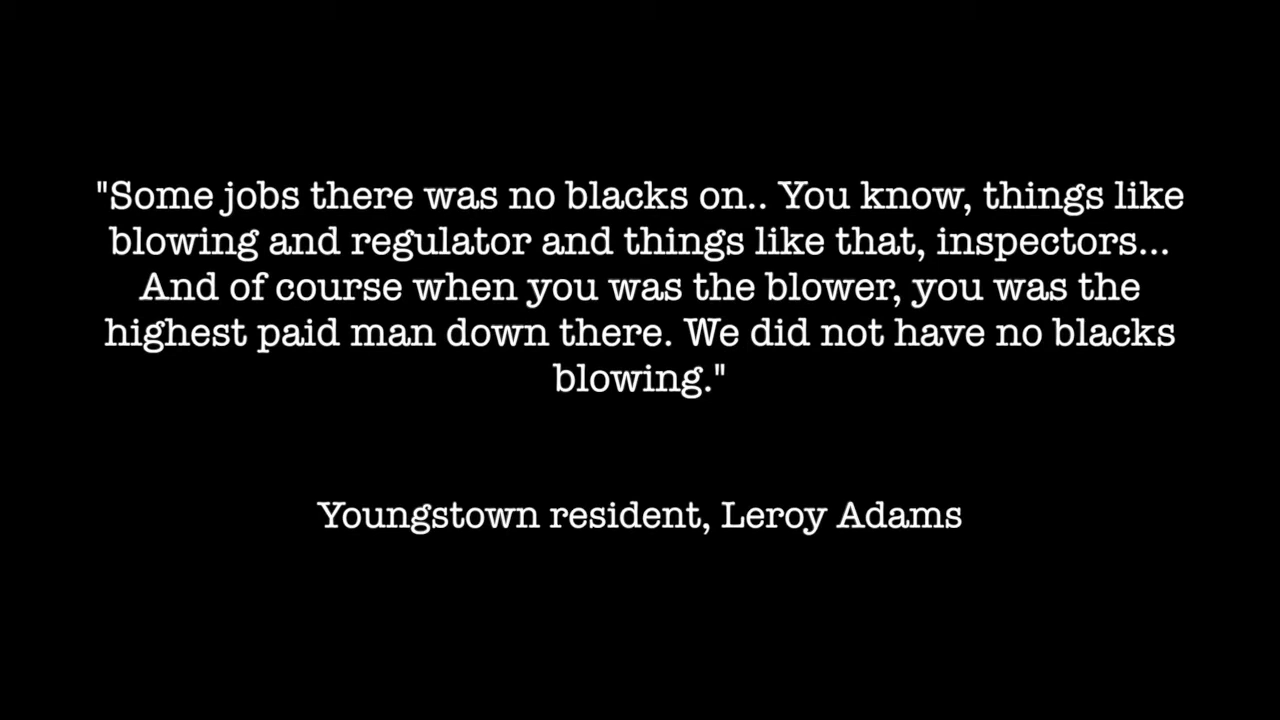 "Some jobs there was no blacks on.. You know, things like
blowing and regulator and things like that, inspectors...
And of course when you was the blower, you was the
highest paid man down there. We did not have no blacks
blowing."
Youngstown resident, Leroy Adams